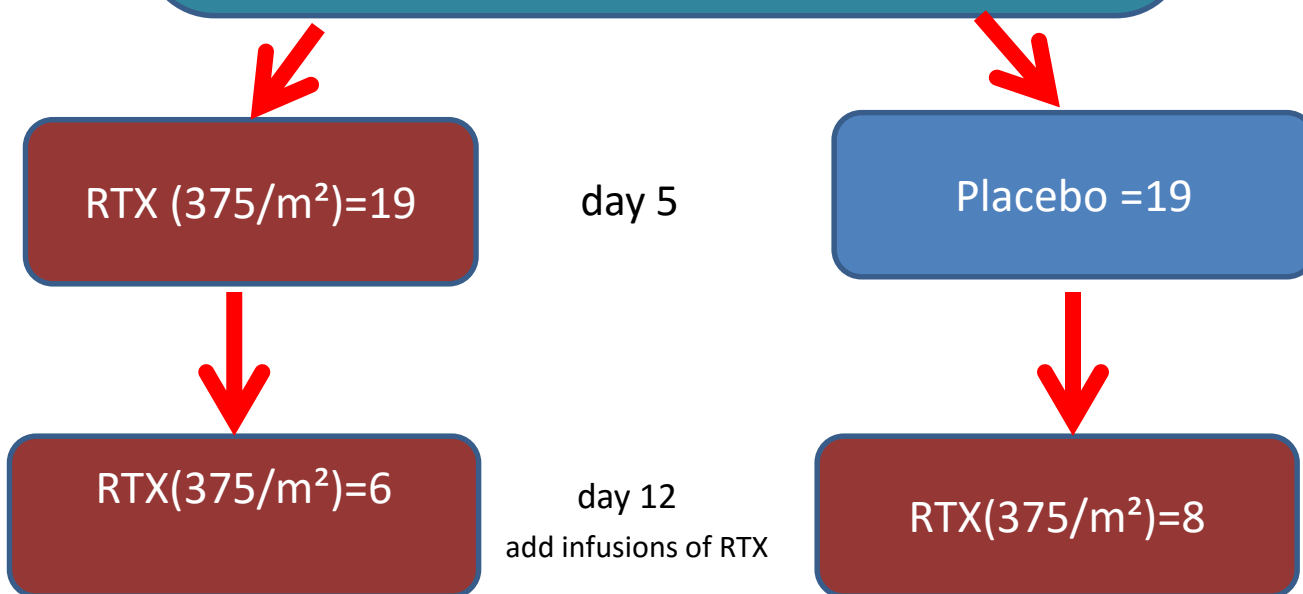 RTX (375/m²)=19
day 5
Placebo =19
RTX(375/m²)=6
day 12
add infusions of RTX
RTX(375/m²)=8